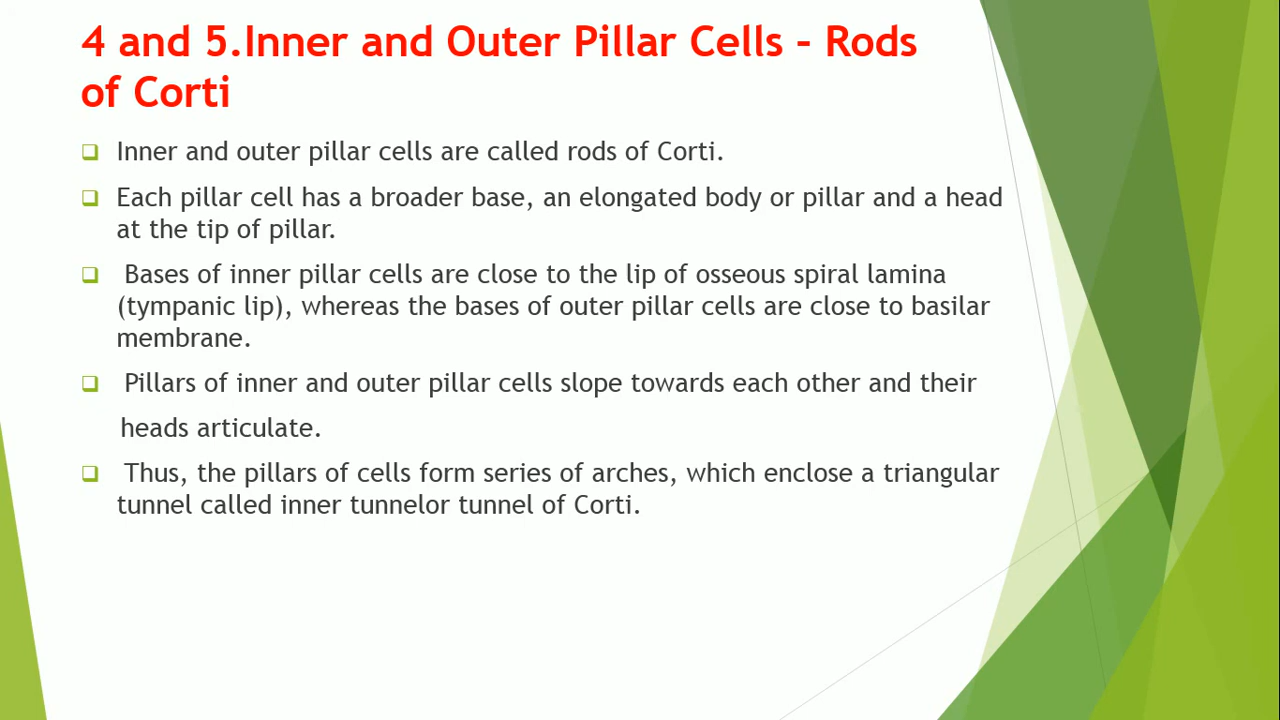 4 and 5.Inner and Outer Pillar Cells – Rods
of Corti
Inner and outer pillar cells are called rods of Corti.
Each pillar cell has a broader base, an elongated body or pillar and a head
at the tip of pillar.
Bases of inner pillar cells are close to the lip of osseous spiral lamina
(tympanic lip), whereas the bases of outer pillar cells are close to basilar
membrane.
Pillars of inner and outer pillar cells slope towards each other and their
heads articulate.
Thus, the pillars of cells form series of arches, which enclose a triangular
tunnel called inner tunnelor tunnel of Corti.